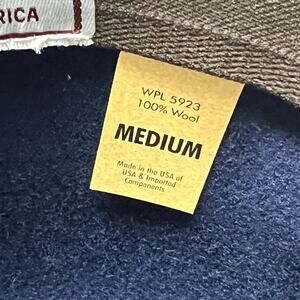 RICA
WPL 5923
100% Wool
MEDIUM
Made in the USA of
USA & Imported
Components